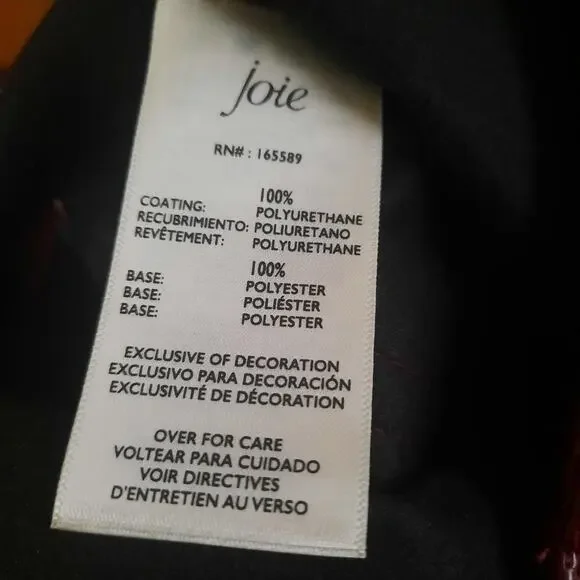 joie
RN# : 165589
100%
COATING: POLYURETHANE
RECUBRIMIENTO: POLIURETANO
REVÊTEMENT: POLYURETHANE
100%
BASE: POLYESTER
BASE: POLIÉSTER
BASE: POLYESTER
EXCLUSIVE OF DECORATION
EXCLUSIVO PARA DECORACIÓN
EXCLUSIVITÉ DE DÉCORATION
OVER FOR CARE
VOLTEAR PARA CUIDADO
VOIR DIRECTIVES
D'ENTRETIEN AU VERSO